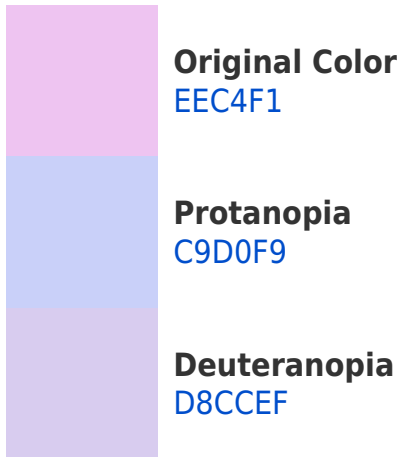 Original Color
EEC4F1
Protanopia
C9D0F9
Deuteranopia
D8CCEF